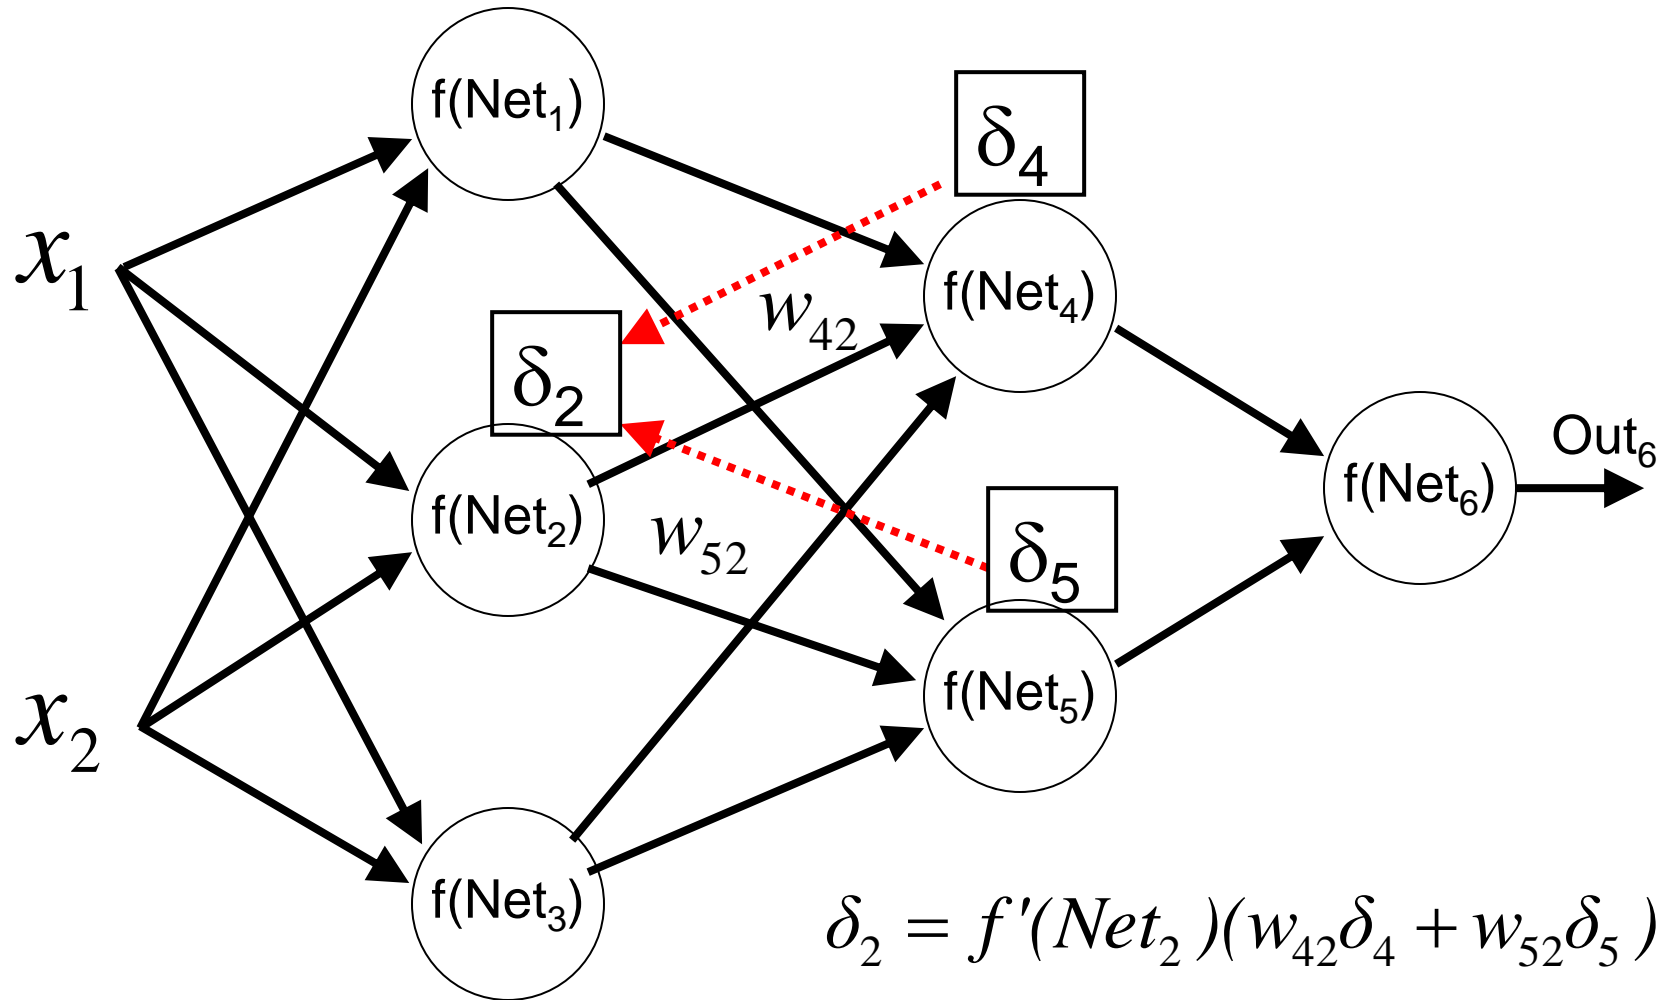 f(Net₁)
δ₄
x₁
f(Net₄)
w₄₂
δ₂
Out₆
f(Net₆)
f(Net₂)
w₅₂
δ₅
f(Net₅)
x₂
f(Net₃)
δ₂ = f'(Net₂)(w₄₂δ₄ + w₅₂δ₅)